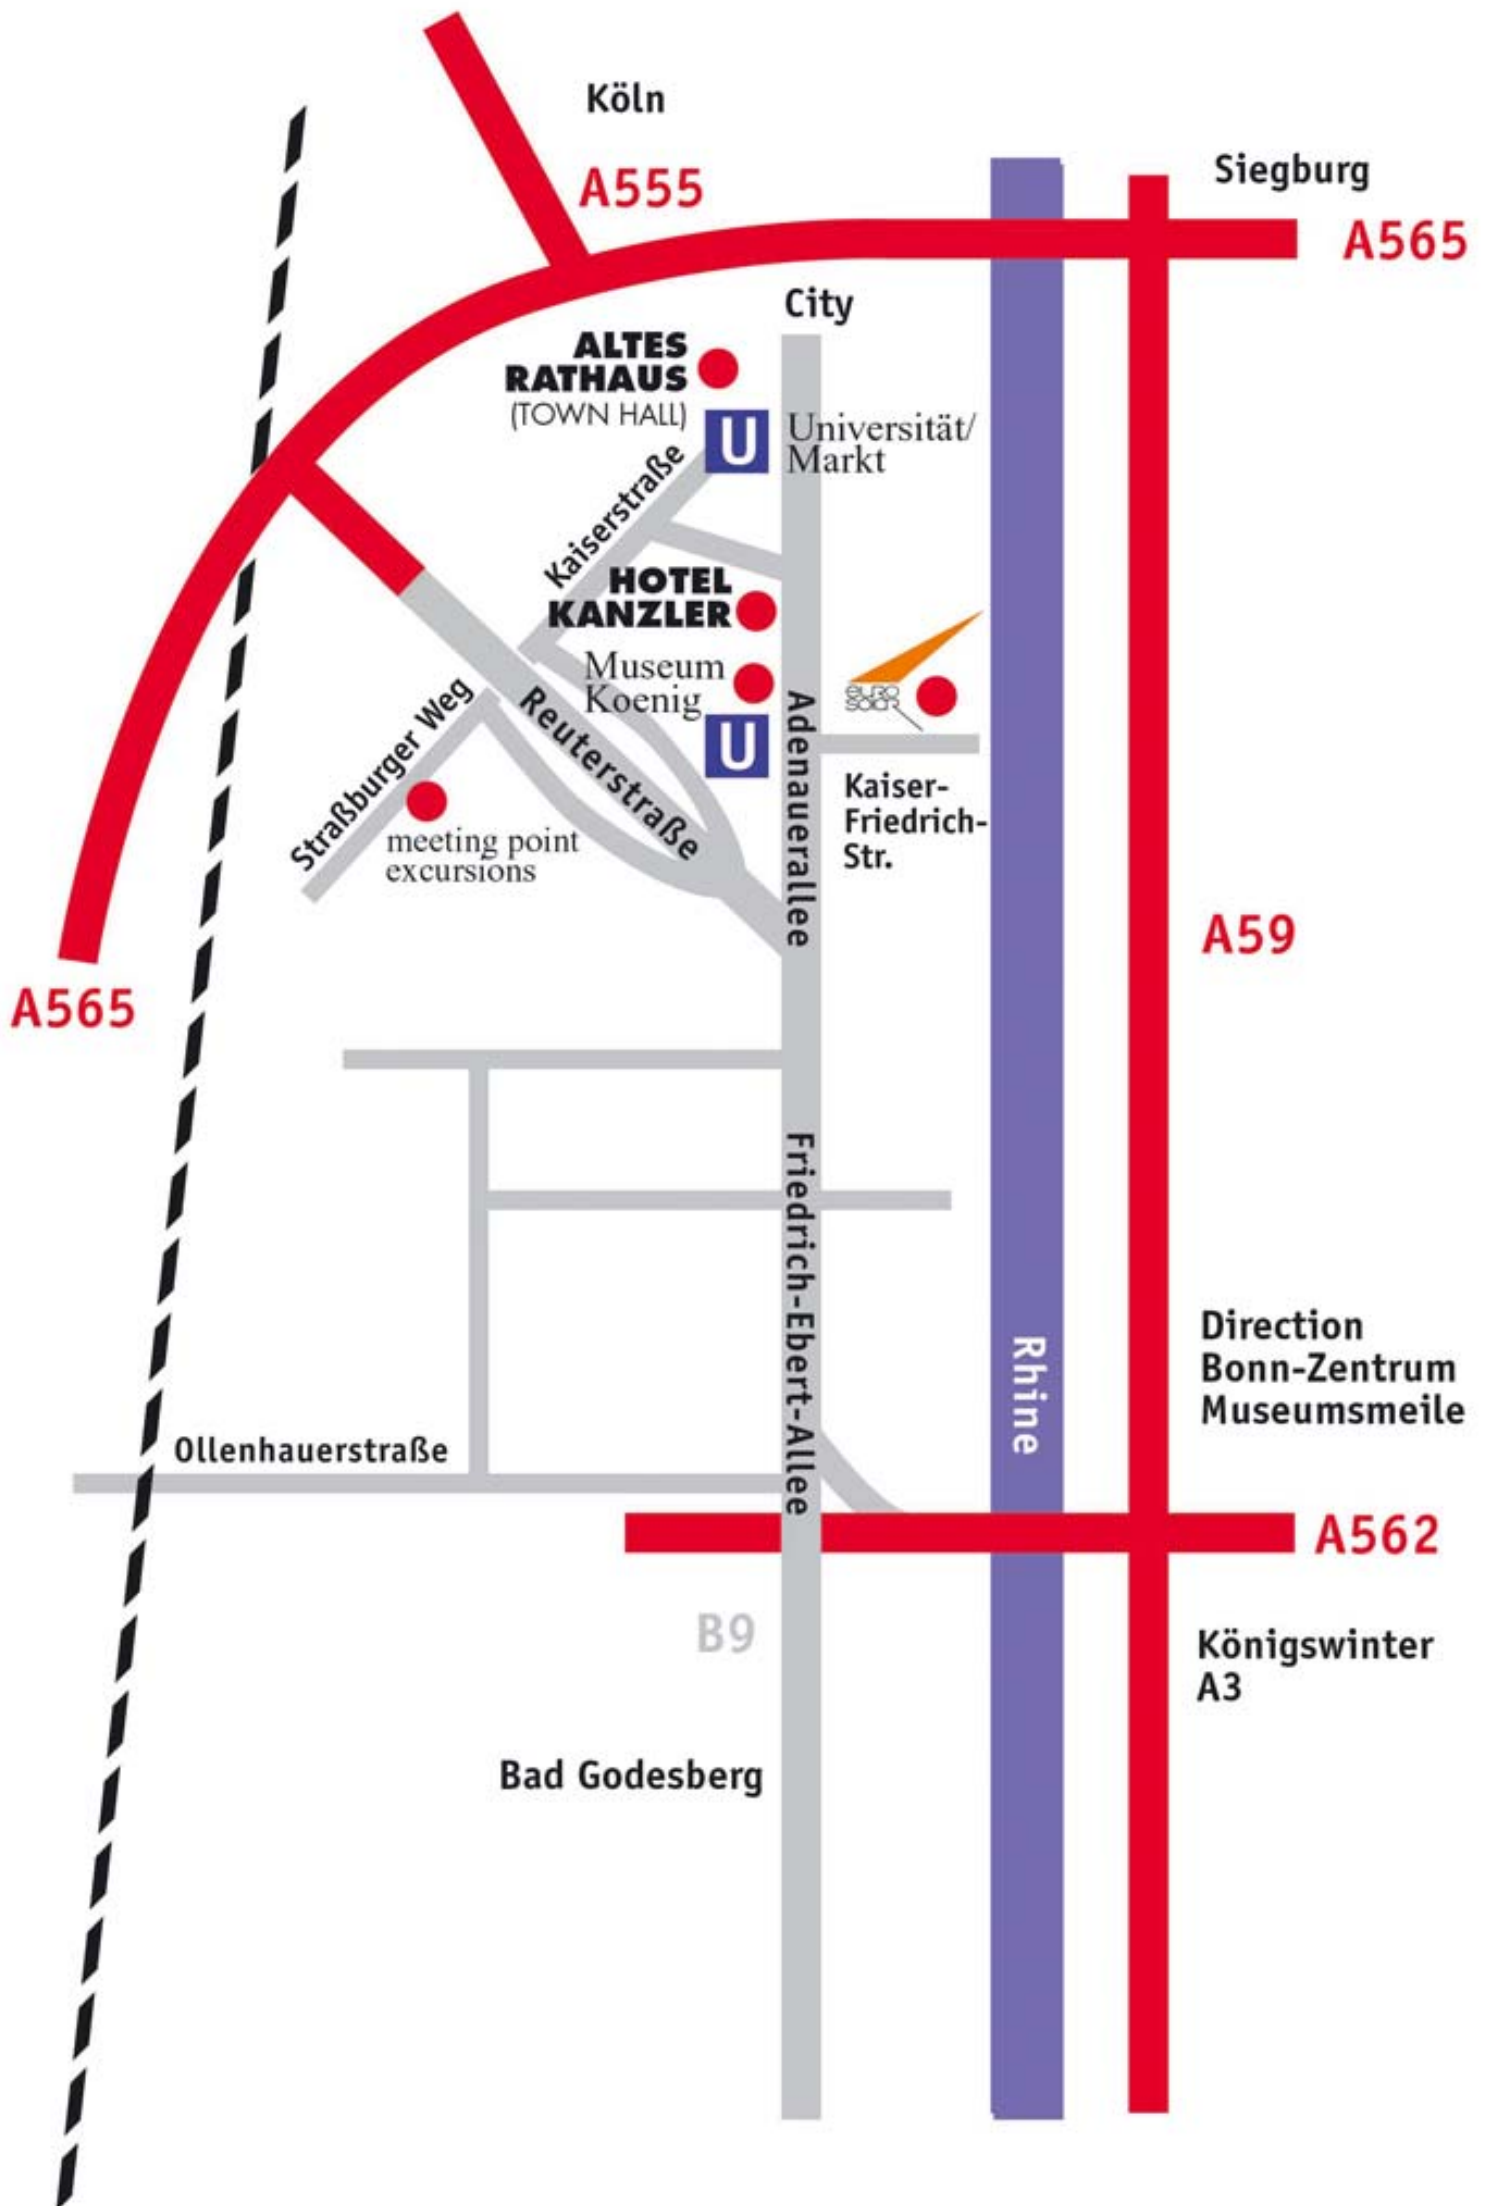 Köln
A555
Siegburg
A565
City
ALTES
RATHAUS
(TOWN HALL)
U
Universität/
Markt
Kaiserstraße
HOTEL
KANZLER
Museum
Koenig
U
EURO
SOLAR
Adenauerallee
Kaiser-
Friedrich-
Str.
Reuterstraße
Straßburger Weg
meeting point
excursions
A59
A565
Friedrich-Ebert-Allee
Rhine
Direction
Bonn-Zentrum
Museumsmeile
Ollenhauerstraße
A562
B9
Königswinter
A3
Bad Godesberg